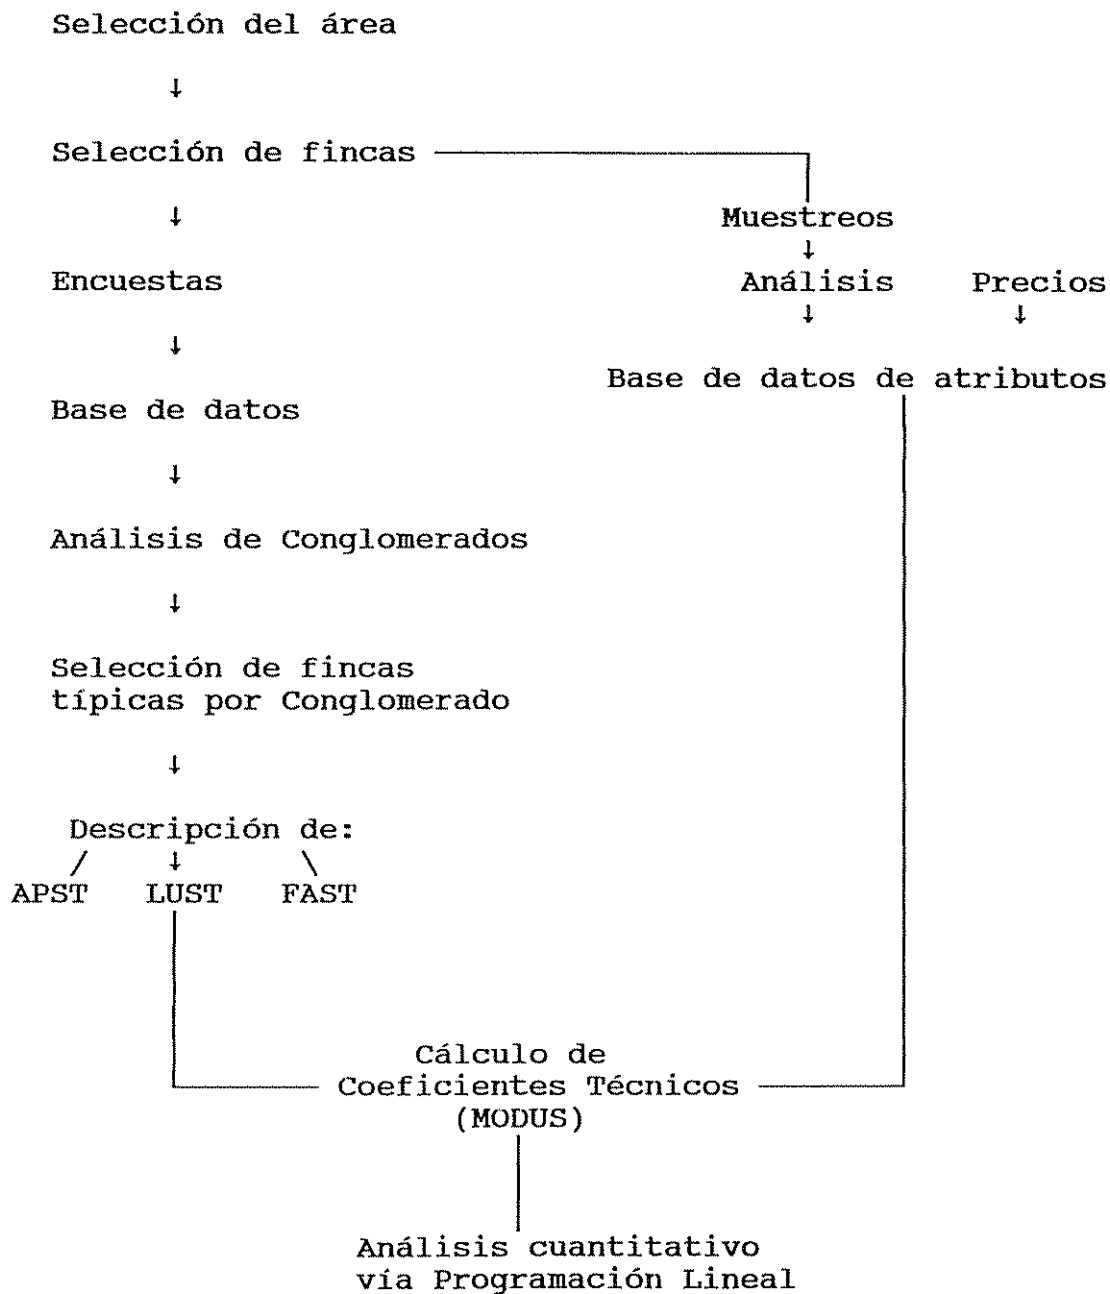 Selección del área
↓
Selección de fincas
↓
Muestreos
↓
Encuestas
Análisis Precios
↓ ↓
↓
Base de datos de atributos
Base de datos
↓
Análisis de Conglomerados
↓
Selección de fincas
típicas por Conglomerado
↓
Descripción de:
/ ↓ \
APST LUST FAST
Cálculo de
Coeficientes Técnicos
(MODUS)
Análisis cuantitativo
vía Programación Lineal